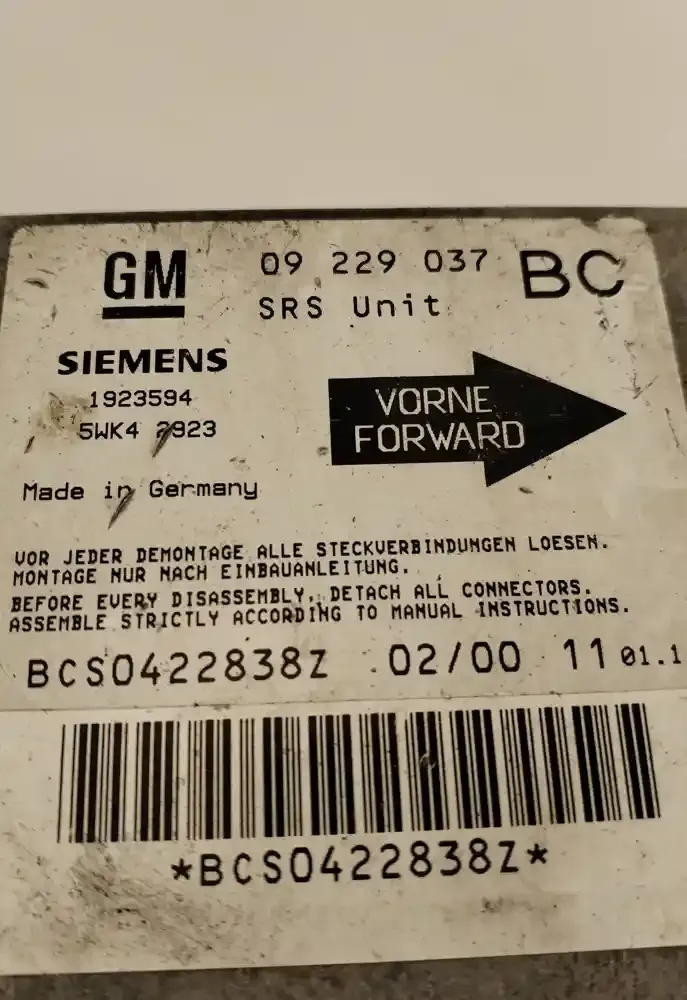 GM 09 229 037 BC
SRS Unit
SIEMENS
1923594
5WK4 2923
VORNE
FORWARD
Made in Germany
VOR JEDER DEMONTAGE ALLE STECKVERBINDUNGEN LOESEN.
MONTAGE NUR NACH EINBAUANLEITUNG.
BEFORE EVERY DISASSEMBLY, DETACH ALL CONNECTORS.
ASSEMBLE STRICTLY ACCORDING TO MANUAL INSTRUCTIONS.
BCS0422838Z 02/00 11 01.1
*BCS0422838Z*